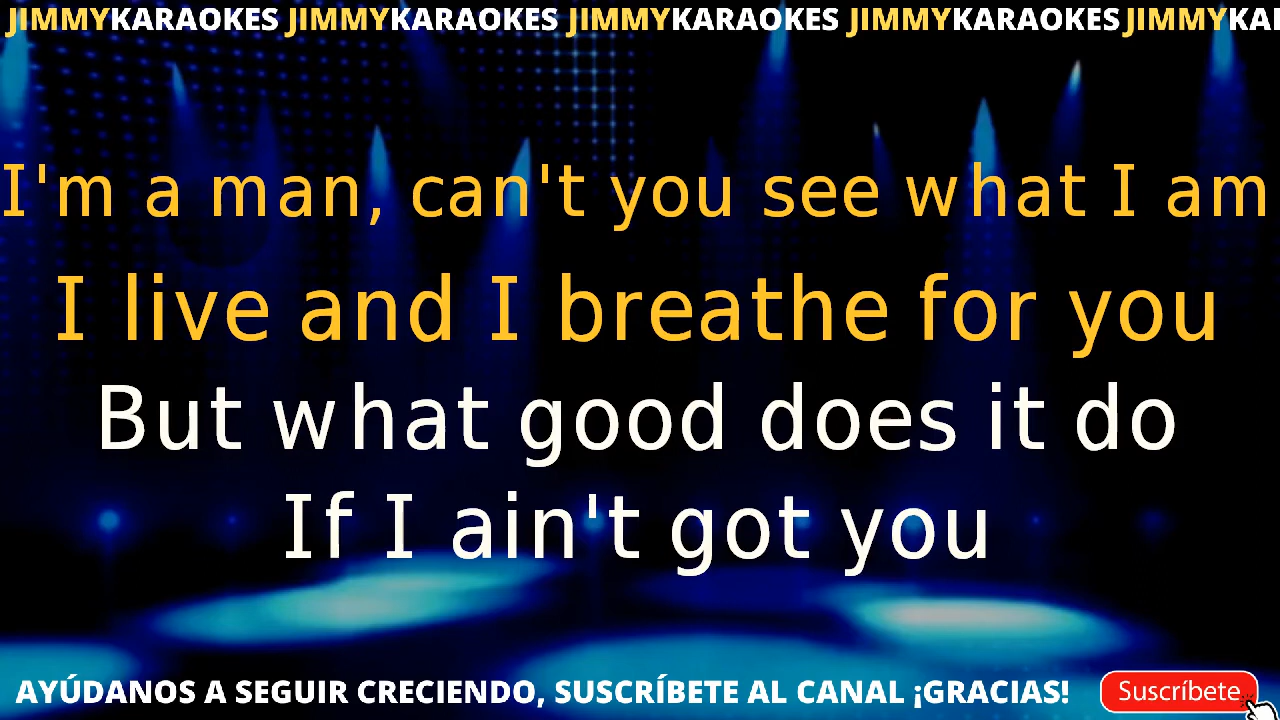 JIMMYKARAOKES JIMMYKARAOKES JIMMYKARAOKES JIMMYKARAOKES JIMMYKAR
I'm a man, can't you see what I am
I live and I breathe for you
But what good does it do
If I ain't got you
AYÚDANOS A SEGUIR CRECIENDO, SUSCRÍBETE AL CANAL ¡GRACIAS!
Suscríbete